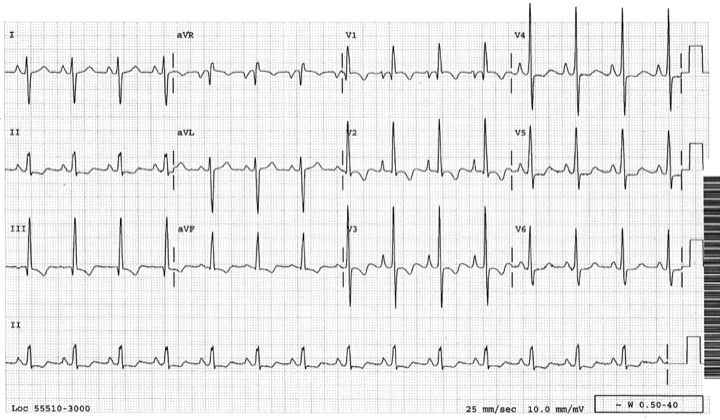 I aVR V1 V4
II aVL V2 V5
III aVF V3 V6
II
Loc 55510-3000 25 mm/sec 10.0 mm/mV ~ W 0.50-40